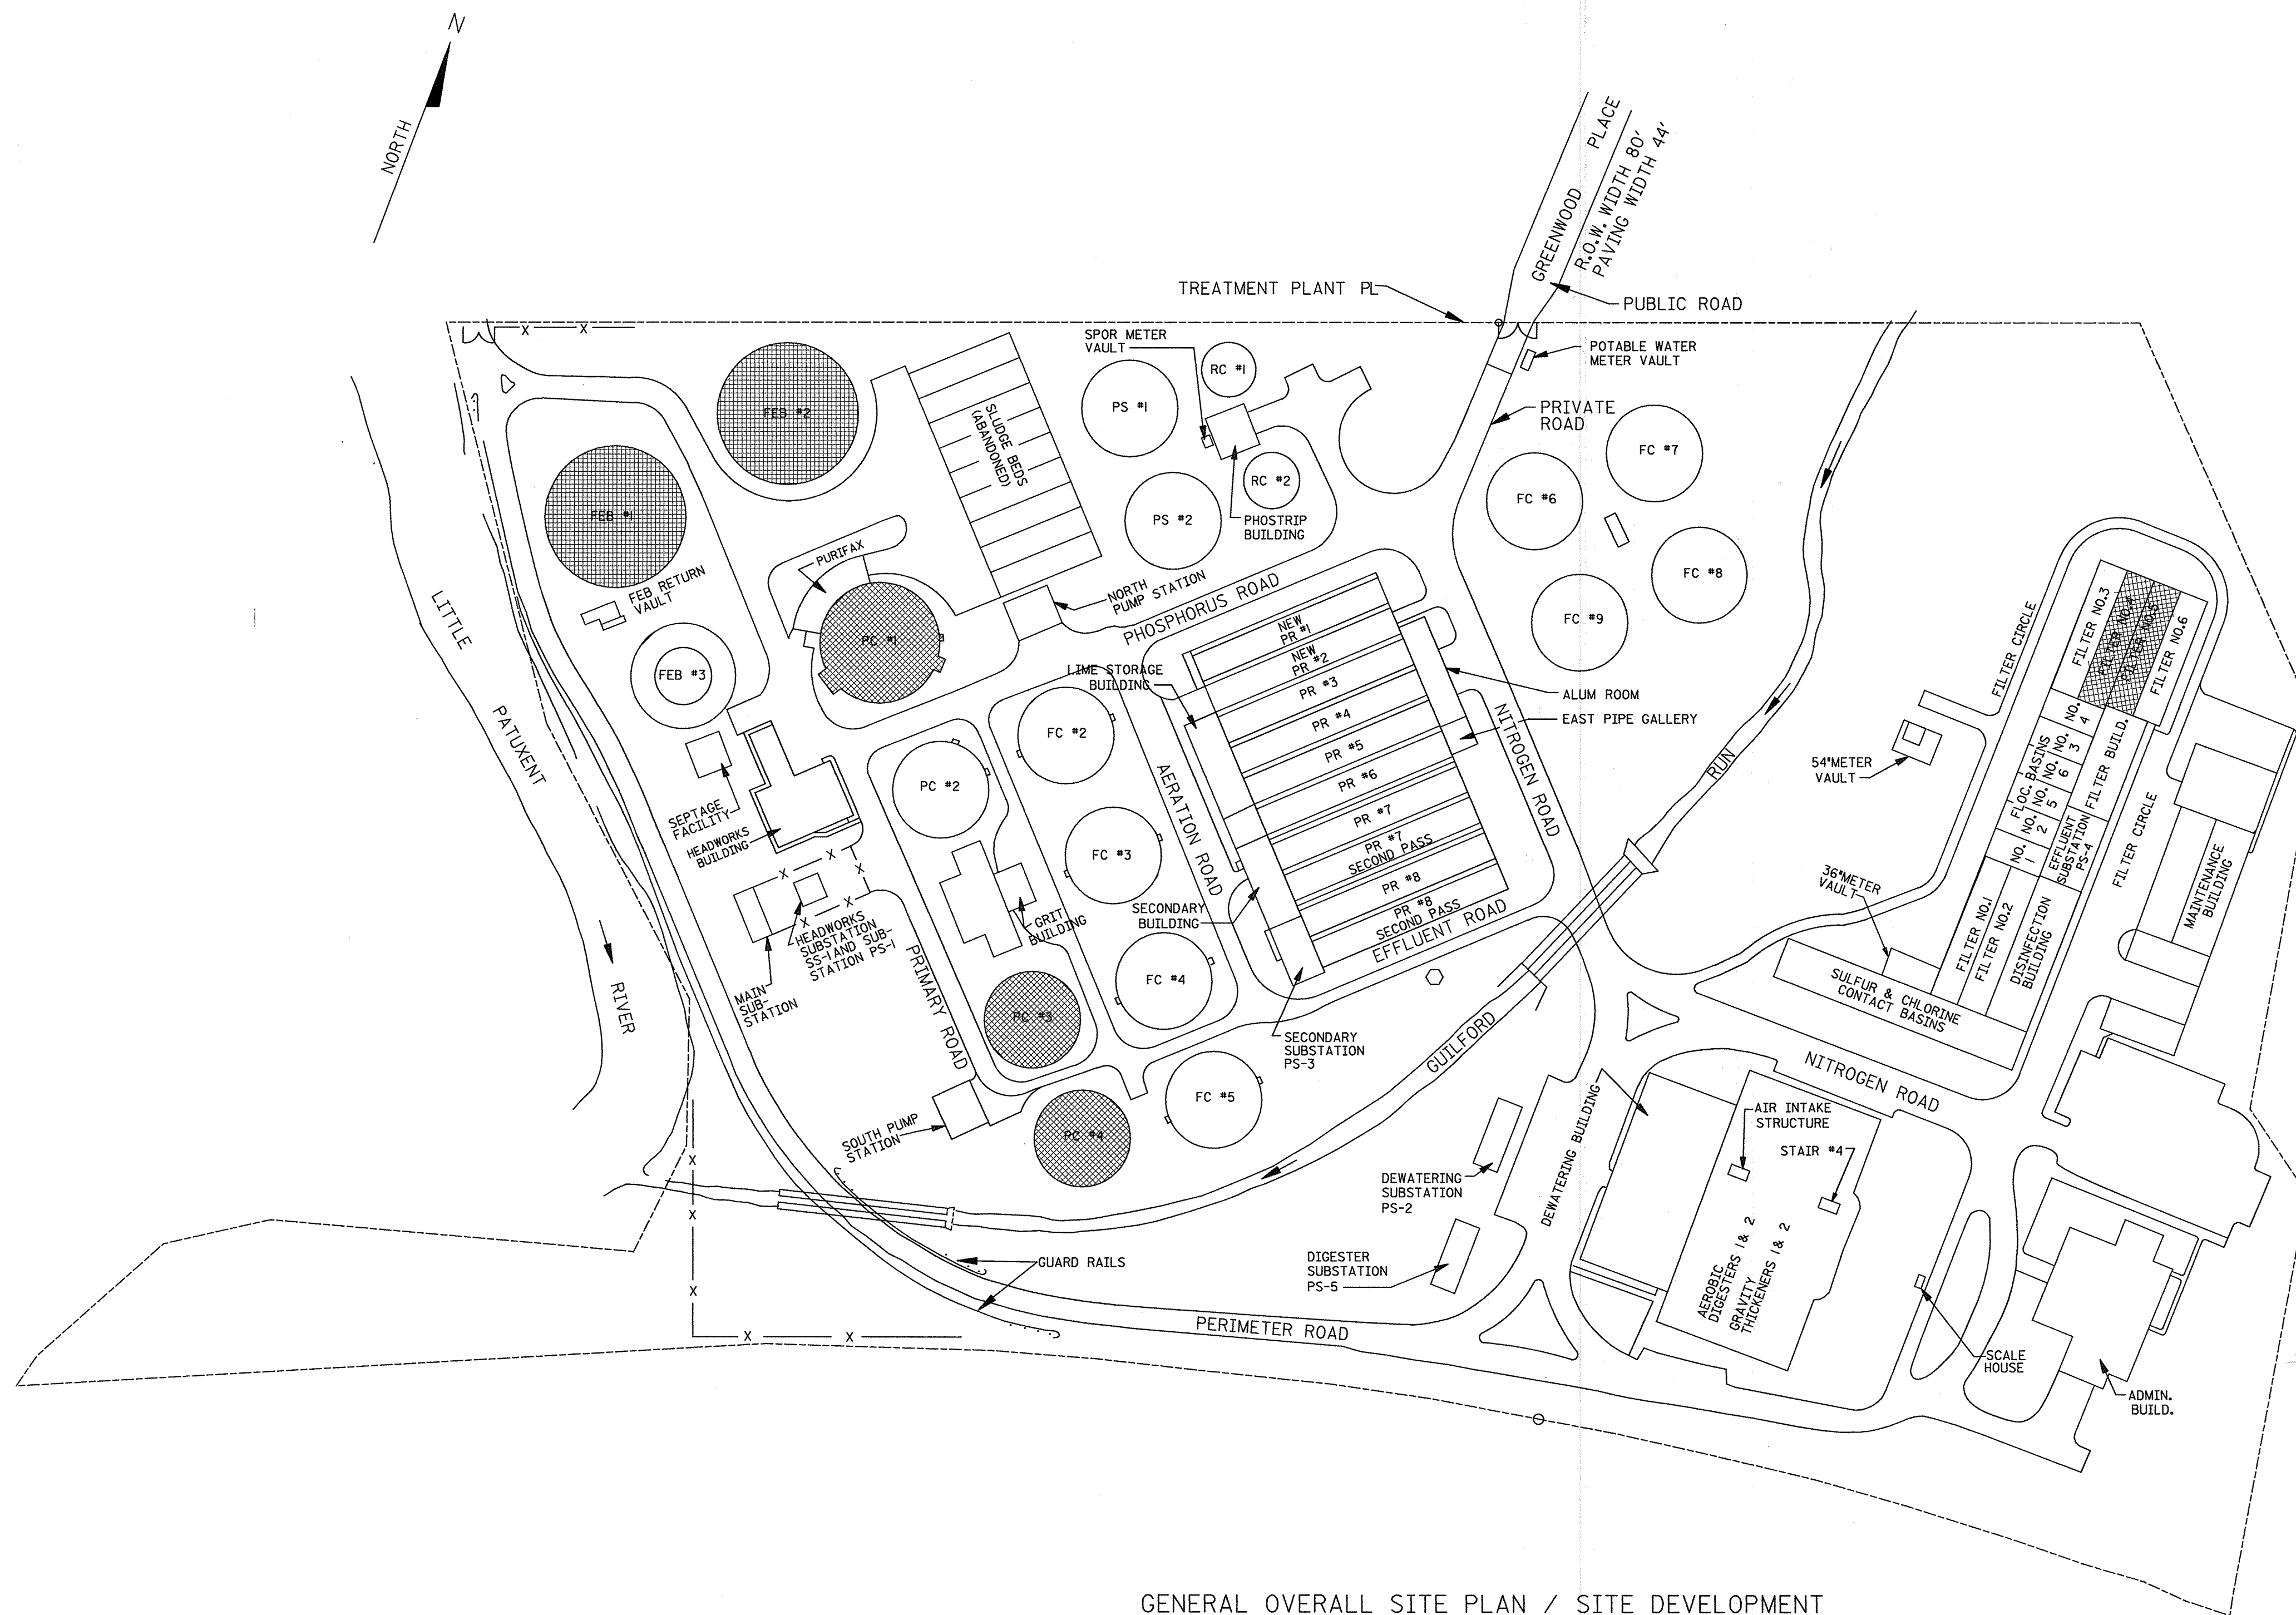 N
NORTH
GREENWOOD PLACE
R.O.W. WIDTH 80'
PAVING WIDTH 44'
TREATMENT PLANT PL
PUBLIC ROAD
SPOR METER
VAULT
RC #1
POTABLE WATER
METER VAULT
PS #1
PRIVATE
ROAD
FEB #2
SLUDGE BEDS
(ABANDONED)
RC #2
PS #2
PHOSTRIP
BUILDING
FC #7
FC #6
FC #8
FC #9
FEB #1
PURIFAX
FEB RETURN
VAULT
NORTH
PUMP STATION
PHOSPHORUS ROAD
PC #1
FEB #3
LITTLE
PATUXENT
RIVER
LIME STORAGE
BUILDING
NEW
PR #1
NEW
PR #2
PR #3
PR #4
PR #5
PR #6
PR #7
PR #7
SECOND PASS
PR #8
PR #8
SECOND PASS
ALUM ROOM
EAST PIPE GALLERY
NITROGEN ROAD
AERATION ROAD
EFFLUENT ROAD
FC #2
PC #2
FC #3
FC #4
SEPTAGE
FACILITY
HEADWORKS
BUILDING
X
X
X
X
X
X
X
HEADWORKS
SUBSTATION
SS-1 AND SUB-
STATION PS-1
MAIN
SUB-
STATION
GRIT
BUILDING
PRIMARY ROAD
PC #3
SECONDARY
BUILDING
SECONDARY
SUBSTATION
PS-3
FC #5
PC #4
SOUTH PUMP
STATION
GUILFORD
RUN
FILTER CIRCLE
FILTER NO.3
FILTER NO.4
FILTER NO.5
FILTER NO.6
54"METER
VAULT
FLOC. BASINS
NO.
4
NO.
3
NO.
6
NO.
5
NO.
2
NO.
1
FILTER BUILD.
EFFLUENT
SUBSTATION
PS-4
FILTER CIRCLE
MAINTENANCE
BUILDING
36"METER
VAULT
FILTER NO.1
FILTER NO.2
DISINFECTION
BUILDING
SULFUR & CHLORINE
CONTACT BASINS
NITROGEN ROAD
DEWATERING BUILDING
AIR INTAKE
STRUCTURE
STAIR #4
DEWATERING
SUBSTATION
PS-2
DIGESTER
SUBSTATION
PS-5
AEROBIC
DIGESTERS 1 & 2
GRAVITY
THICKENERS 1 & 2
X
X
X
X
X
GUARD RAILS
PERIMETER ROAD
SCALE
HOUSE
ADMIN.
BUILD.
GENERAL OVERALL SITE PLAN / SITE DEVELOPMENT